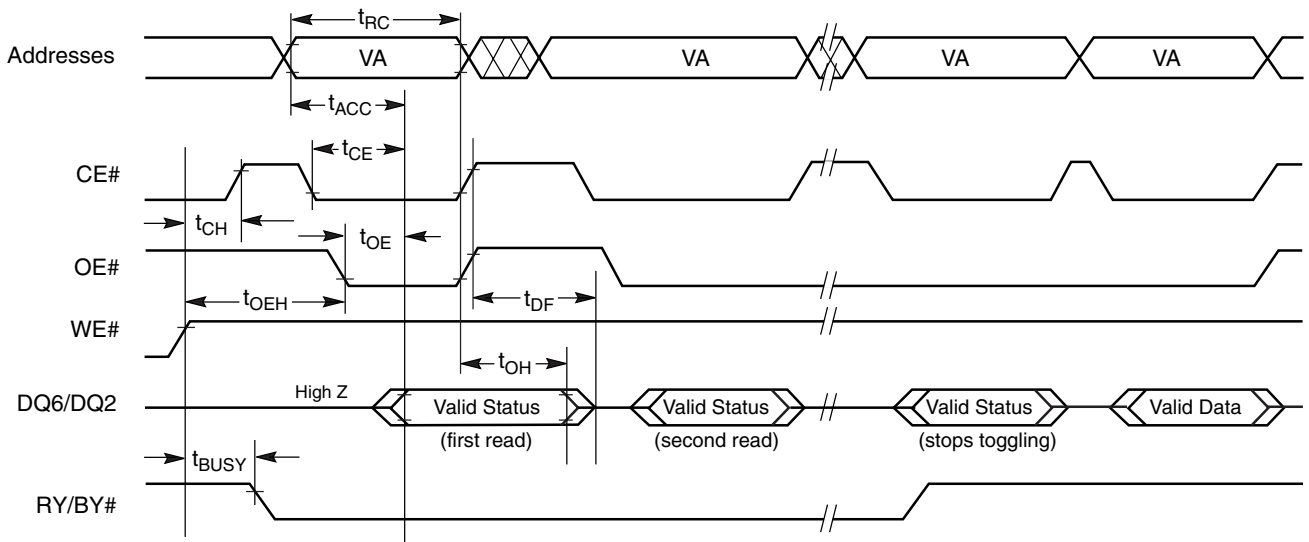 tRC
Addresses VA VA VA VA
tACC
tCE
CE#
tCH tOE
OE#
tOEH tDF
WE#
tOH
High Z
DQ6/DQ2 Valid Status Valid Status Valid Status Valid Data
(first read) (second read) (stops toggling)
tBUSY
RY/BY#